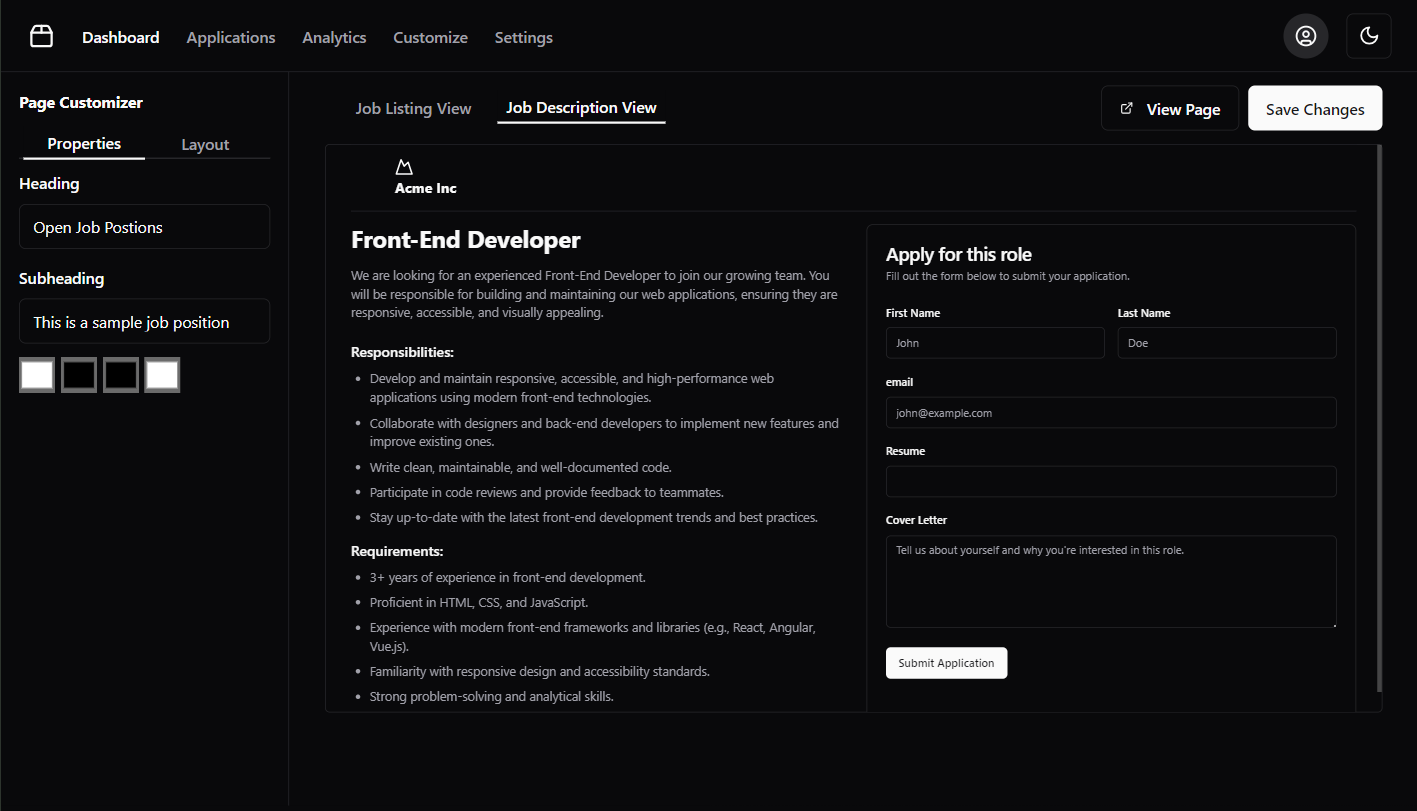 Dashboard Applications Analytics Customize Settings
Page Customizer
Properties Layout
Heading
Open Job Postions
Subheading
This is a sample job position
Job Listing View Job Description View
View Page Save Changes
Acme Inc
Front-End Developer
We are looking for an experienced Front-End Developer to join our growing team. You
will be responsible for building and maintaining our web applications, ensuring they are
responsive, accessible, and visually appealing.
Responsibilities:
• Develop and maintain responsive, accessible, and high-performance web
applications using modern front-end technologies.
• Collaborate with designers and back-end developers to implement new features and
improve existing ones.
• Write clean, maintainable, and well-documented code.
• Participate in code reviews and provide feedback to teammates.
• Stay up-to-date with the latest front-end development trends and best practices.
Requirements:
• 3+ years of experience in front-end development.
• Proficient in HTML, CSS, and JavaScript.
• Experience with modern front-end frameworks and libraries (e.g., React, Angular,
Vue.js).
• Familiarity with responsive design and accessibility standards.
• Strong problem-solving and analytical skills.
Apply for this role
Fill out the form below to submit your application.
First Name Last Name
John Doe
email
john@example.com
Resume
Cover Letter
Tell us about yourself and why you're interested in this role.
Submit Application